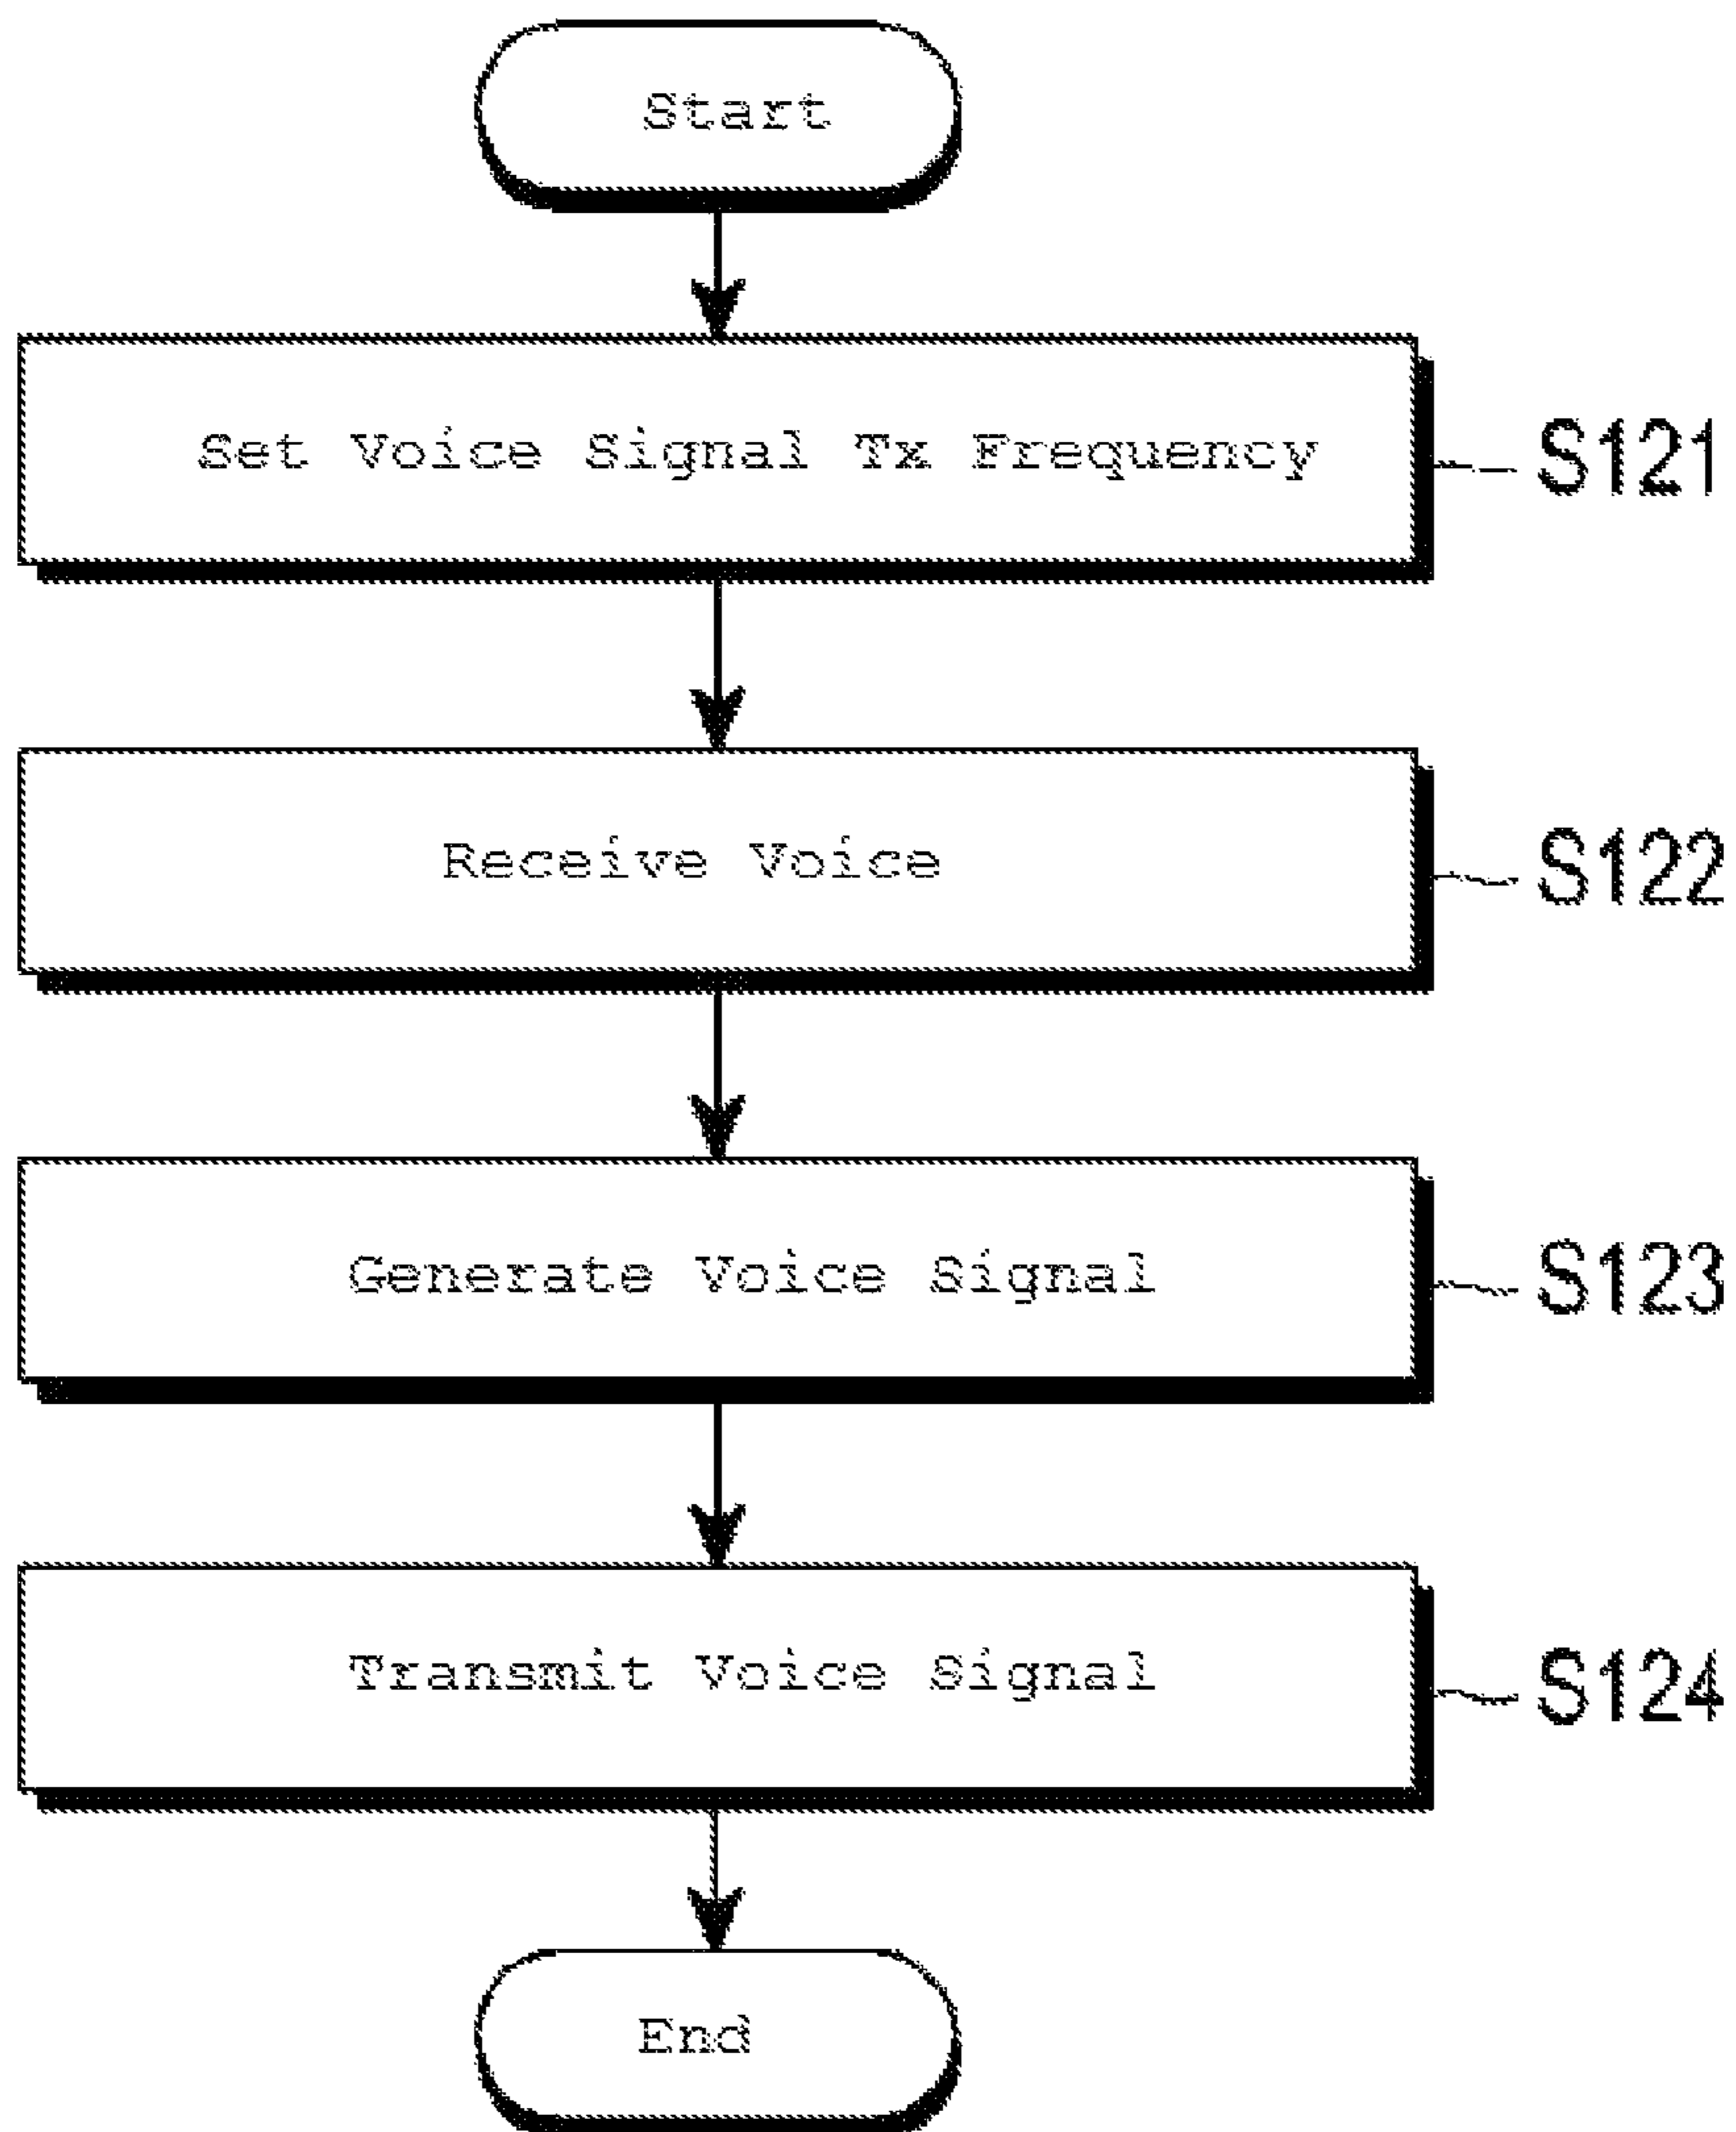 Start
Set Voice Signal Tx Frequency
S121
Receive Voice
S122
Generate Voice Signal
S123
Transmit Voice Signal
S124
End